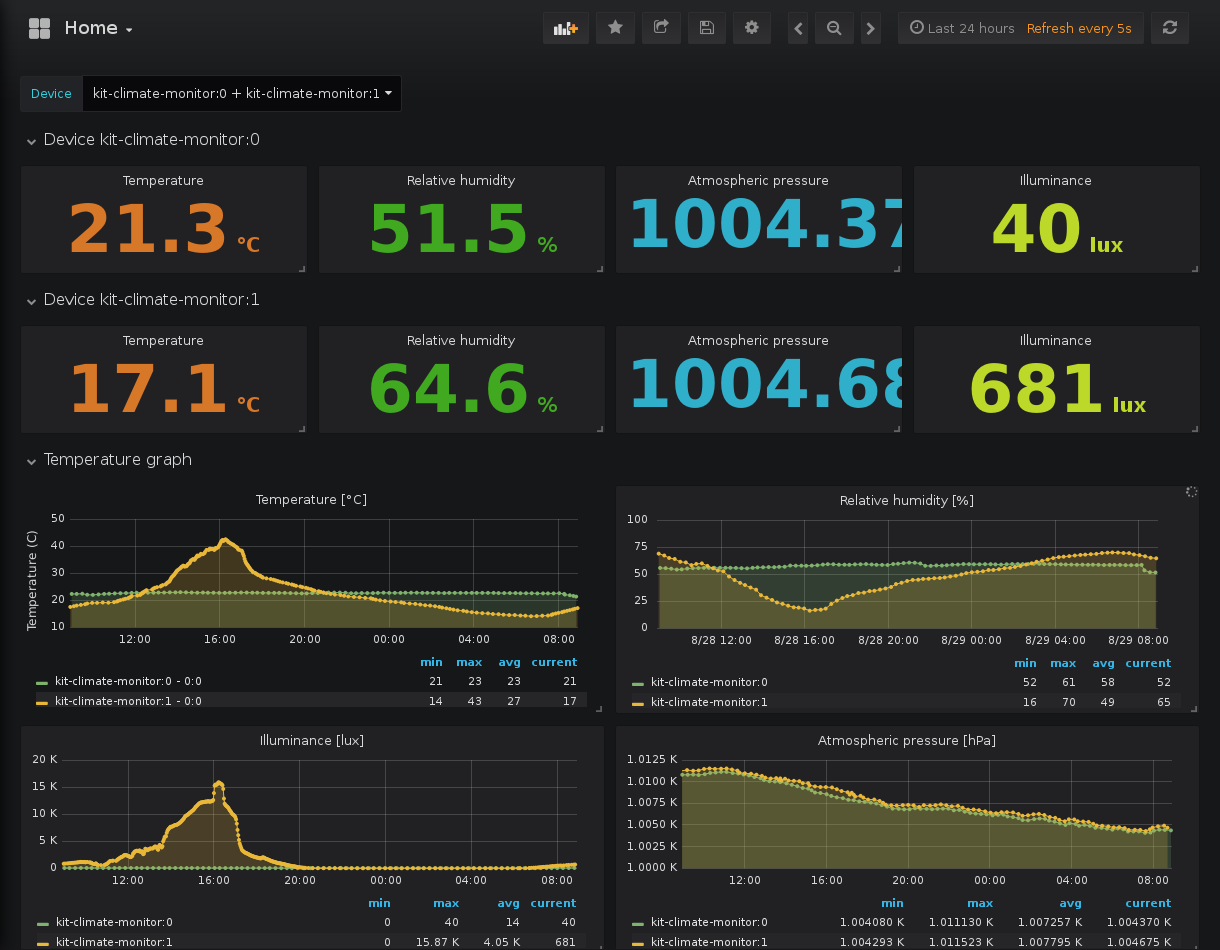 Home
Last 24 hours Refresh every 5s
Device kit-climate-monitor:0 + kit-climate-monitor:1
Device kit-climate-monitor:0
Temperature Relative humidity Atmospheric pressure Illuminance
21.3 °C 51.5 % 1004.37 40 lux
Device kit-climate-monitor:1
Temperature Relative humidity Atmospheric pressure Illuminance
17.1 °C 64.6 % 1004.68 681 lux
Temperature graph
Temperature [°C]
Temperature (C)
50
40
30
20
10
12:00 16:00 20:00 00:00 04:00 08:00
min max avg current
kit-climate-monitor:0 - 0:0 21 23 23 21
kit-climate-monitor:1 - 0:0 14 43 27 17
Relative humidity [%]
100
75
50
25
0
8/28 12:00 8/28 16:00 8/28 20:00 8/29 00:00 8/29 04:00 8/29 08:00
min max avg current
kit-climate-monitor:0 52 61 58 52
kit-climate-monitor:1 16 70 49 65
Illuminance [lux]
20 K
15 K
10 K
5 K
0
12:00 16:00 20:00 00:00 04:00 08:00
min max avg current
kit-climate-monitor:0 0 40 14 40
kit-climate-monitor:1 0 15.87 K 4.05 K 681
Atmospheric pressure [hPa]
1.0125 K
1.0100 K
1.0075 K
1.0050 K
1.0025 K
1.0000 K
12:00 16:00 20:00 00:00 04:00 08:00
min max avg current
kit-climate-monitor:0 1.004080 K 1.011130 K 1.007257 K 1.004370 K
kit-climate-monitor:1 1.004293 K 1.011523 K 1.007795 K 1.004675 K